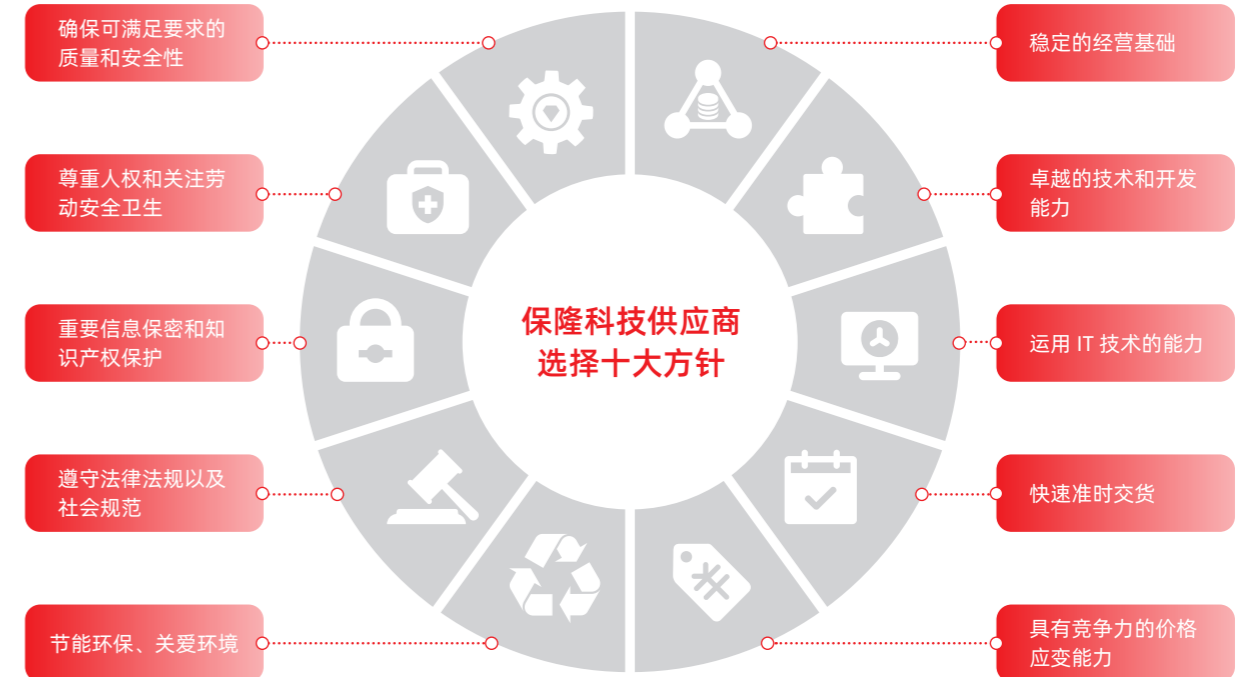 确保可满足要求的
质量和安全性
尊重人权和关注劳
动安全卫生
重要信息保密和知
识产权保护
遵守法律法规以及
社会规范
节能环保、关爱环境
保隆科技供应商
选择十大方针
稳定的经营基础
卓越的技术和开发
能力
运用 IT 技术的能力
快速准时交货
具有竞争力的价格
应变能力